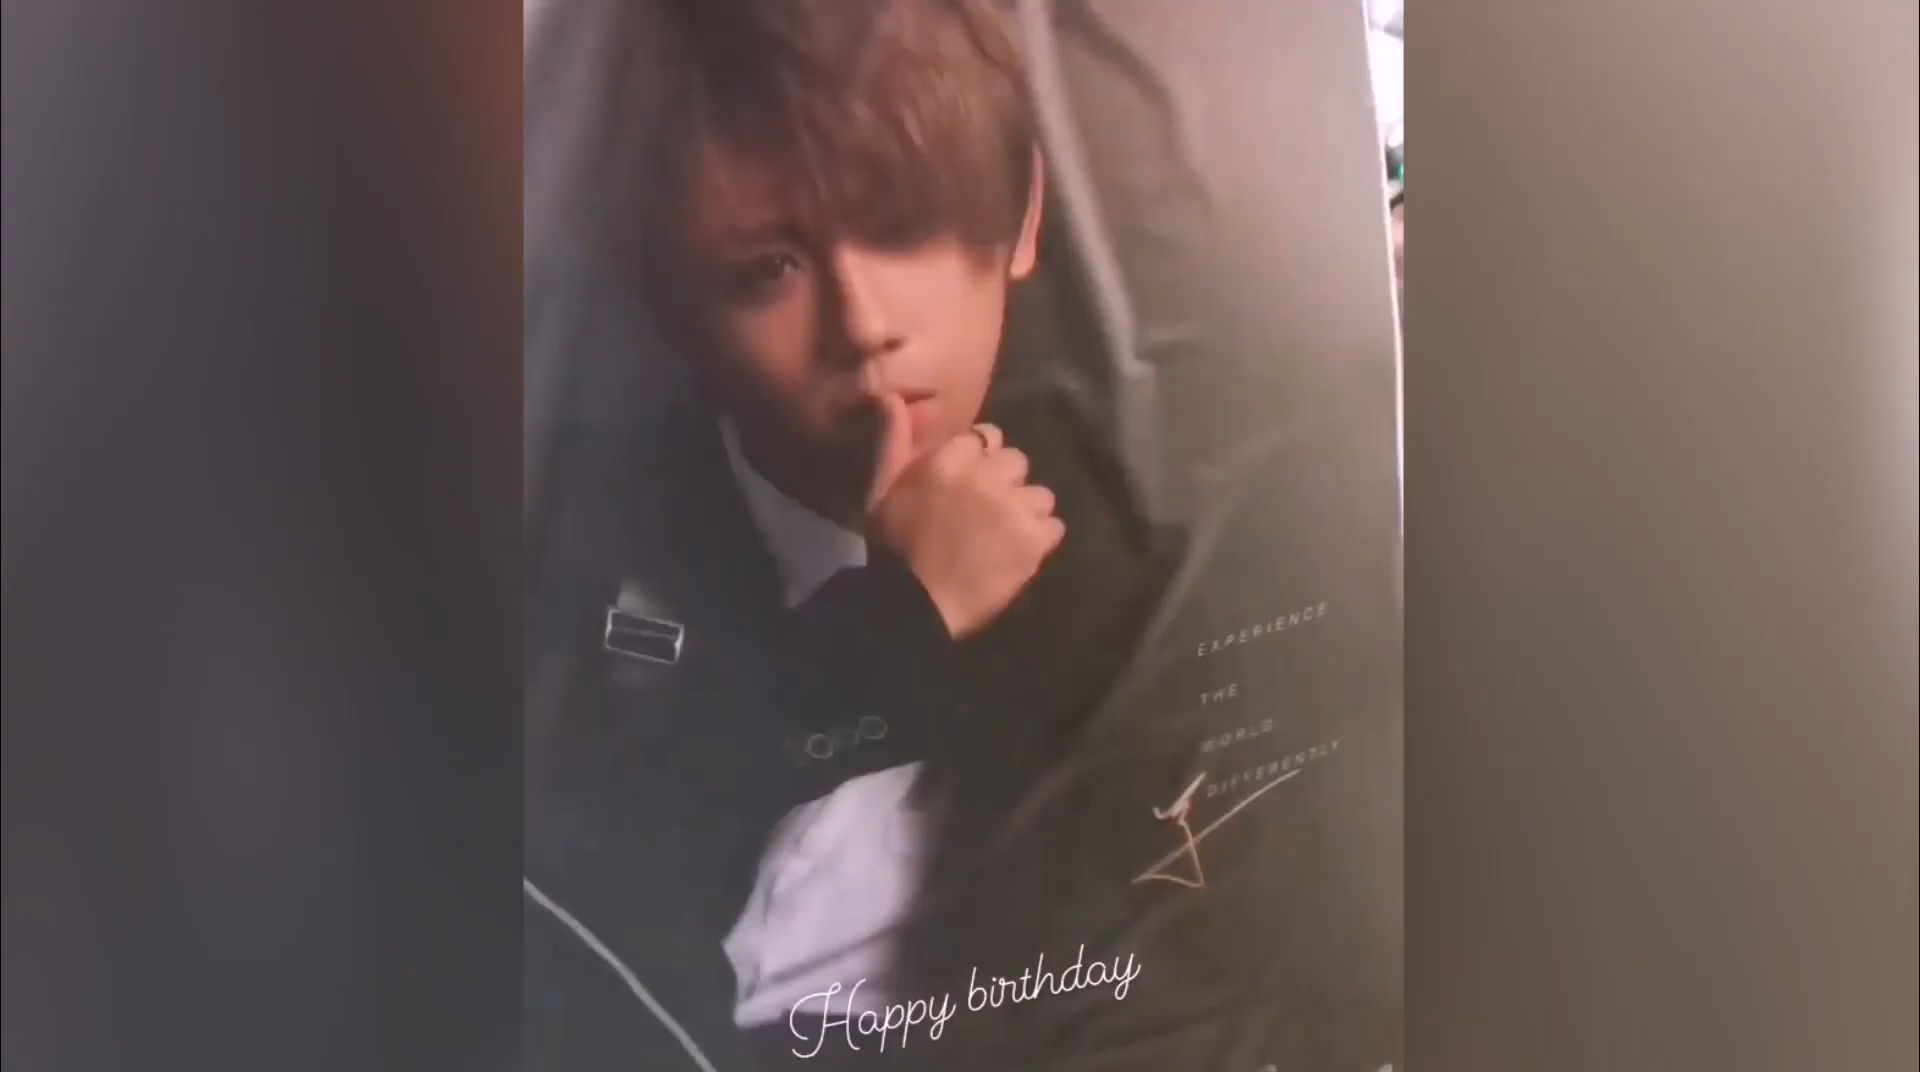 EXPERIENCE
THE
WORLD
DIFFERENTLY
Happy birthday